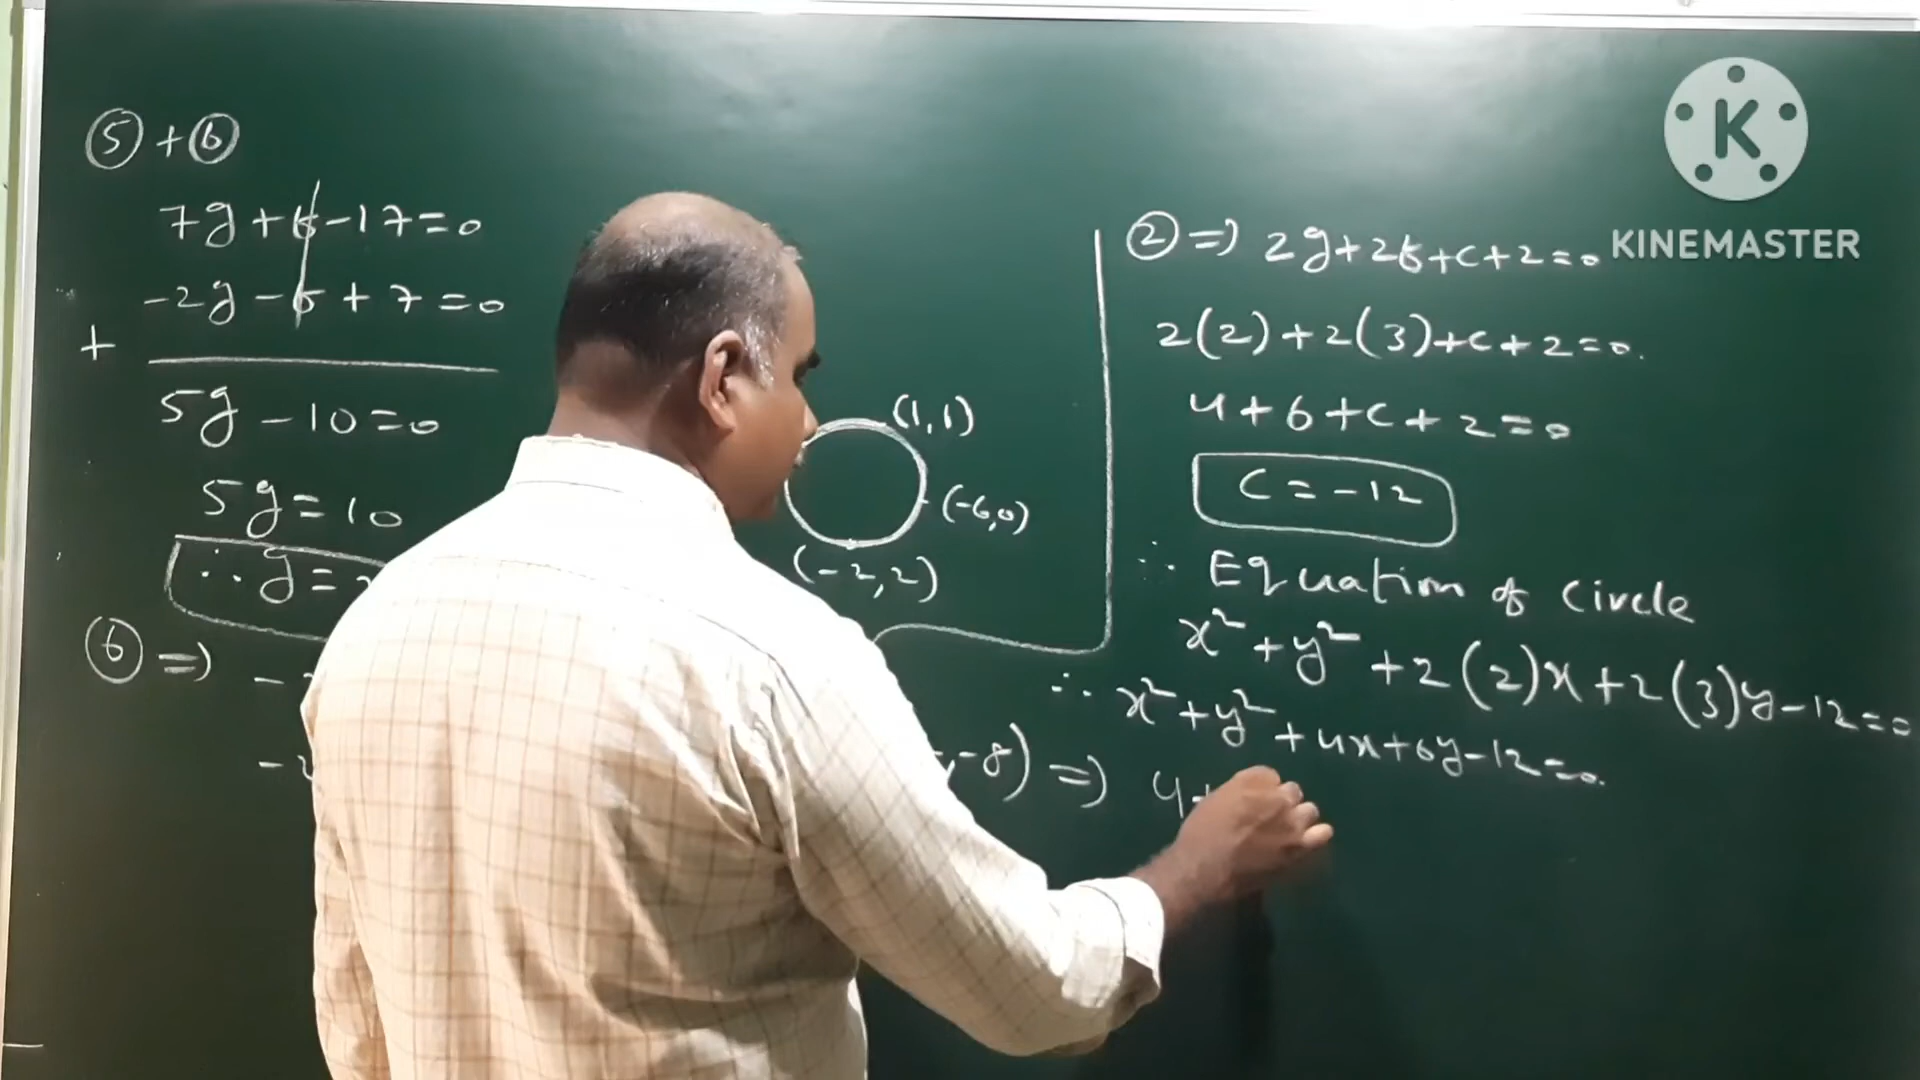 ⑤ + ⑥
7g + f - 17 = 0
-2g - f + 7 = 0
+
5g - 10 = 0
5g = 10
∴ g =
⑥ =>
(1, 1)
(-6, 0)
(-2, 2)
② => 2g + 2f + c + 2 = 0
2(2) + 2(3) + c + 2 = 0.
4 + 6 + c + 2 = 0
c = -12
∴ Equation of circle
x² + y² + 2(2)x + 2(3)y - 12 = 0
∴ x² + y² + 4x + 6y - 12 = 0.
, -8) => 4 +
K
KINEMASTER